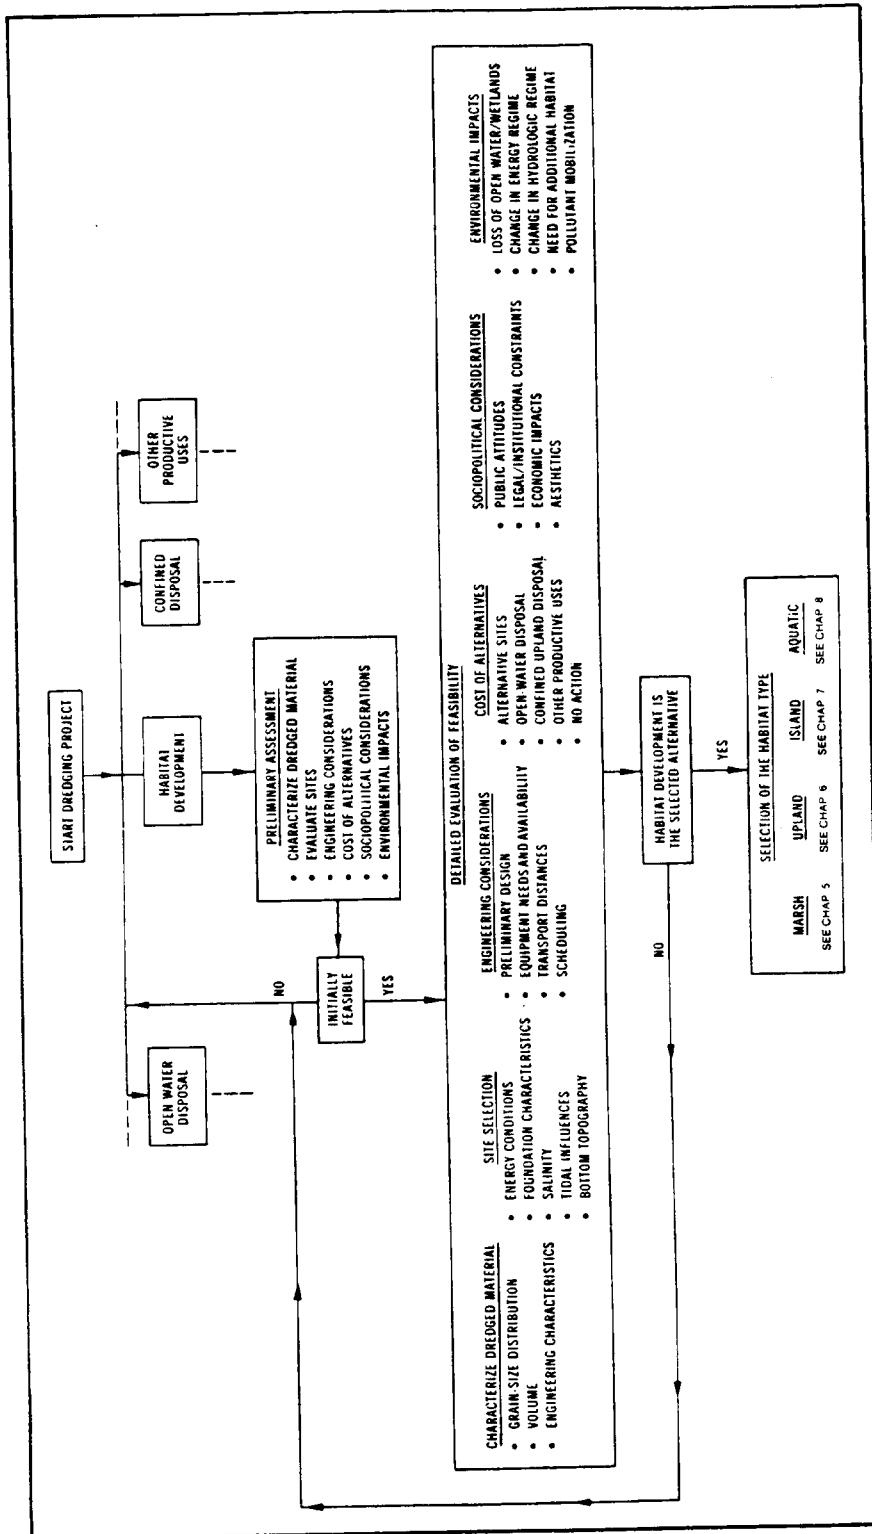 START DREDGING PROJECT
OPEN WATER
DISPOSAL
HABITAT
DEVELOPMENT
CONFINED
DISPOSAL
OTHER
PRODUCTIVE
USES
PRELIMINARY ASSESSMENT
• CHARACTERIZE DREDGED MATERIAL
• EVALUATE SITES
• ENGINEERING CONSIDERATIONS
• COST OF ALTERNATIVES
• SOCIOPOLITICAL CONSIDERATIONS
• ENVIRONMENTAL IMPACTS
NO
INITIALLY
FEASIBLE
YES
DETAILED EVALUATION OF FEASIBILITY
CHARACTERIZE DREDGED MATERIAL
• GRAIN-SIZE DISTRIBUTION
• VOLUME
• ENGINEERING CHARACTERISTICS
SITE SELECTION
• ENERGY CONDITIONS
• FOUNDATION CHARACTERISTICS
• SALINITY
• TIDAL INFLUENCES
• BOTTOM TOPOGRAPHY
ENGINEERING CONSIDERATIONS
• PRELIMINARY DESIGN
• EQUIPMENT NEEDS AND AVAILABILITY
• TRANSPORT DISTANCES
• SCHEDULING
COST OF ALTERNATIVES
• ALTERNATIVE SITES
• OPEN-WATER DISPOSAL
• CONFINED UPLAND DISPOSAL
• OTHER PRODUCTIVE USES
• NO ACTION
SOCIOPOLITICAL CONSIDERATIONS
• PUBLIC ATTITUDES
• LEGAL/INSTITUTIONAL CONSTRAINTS
• ECONOMIC IMPACTS
• AESTHETICS
ENVIRONMENTAL IMPACTS
• LOSS OF OPEN WATER/WETLANDS
• CHANGE IN ENERGY REGIME
• CHANGE IN HYDROLOGIC REGIME
• NEED FOR ADDITIONAL HABITAT
• POLLUTANT MOBILIZATION
HABITAT DEVELOPMENT IS
THE SELECTED ALTERNATIVE
NO
YES
SELECTION OF THE HABITAT TYPE
MARSH UPLAND ISLAND AQUATIC
SEE CHAP 5 SEE CHAP 6 SEE CHAP 7 SEE CHAP 8